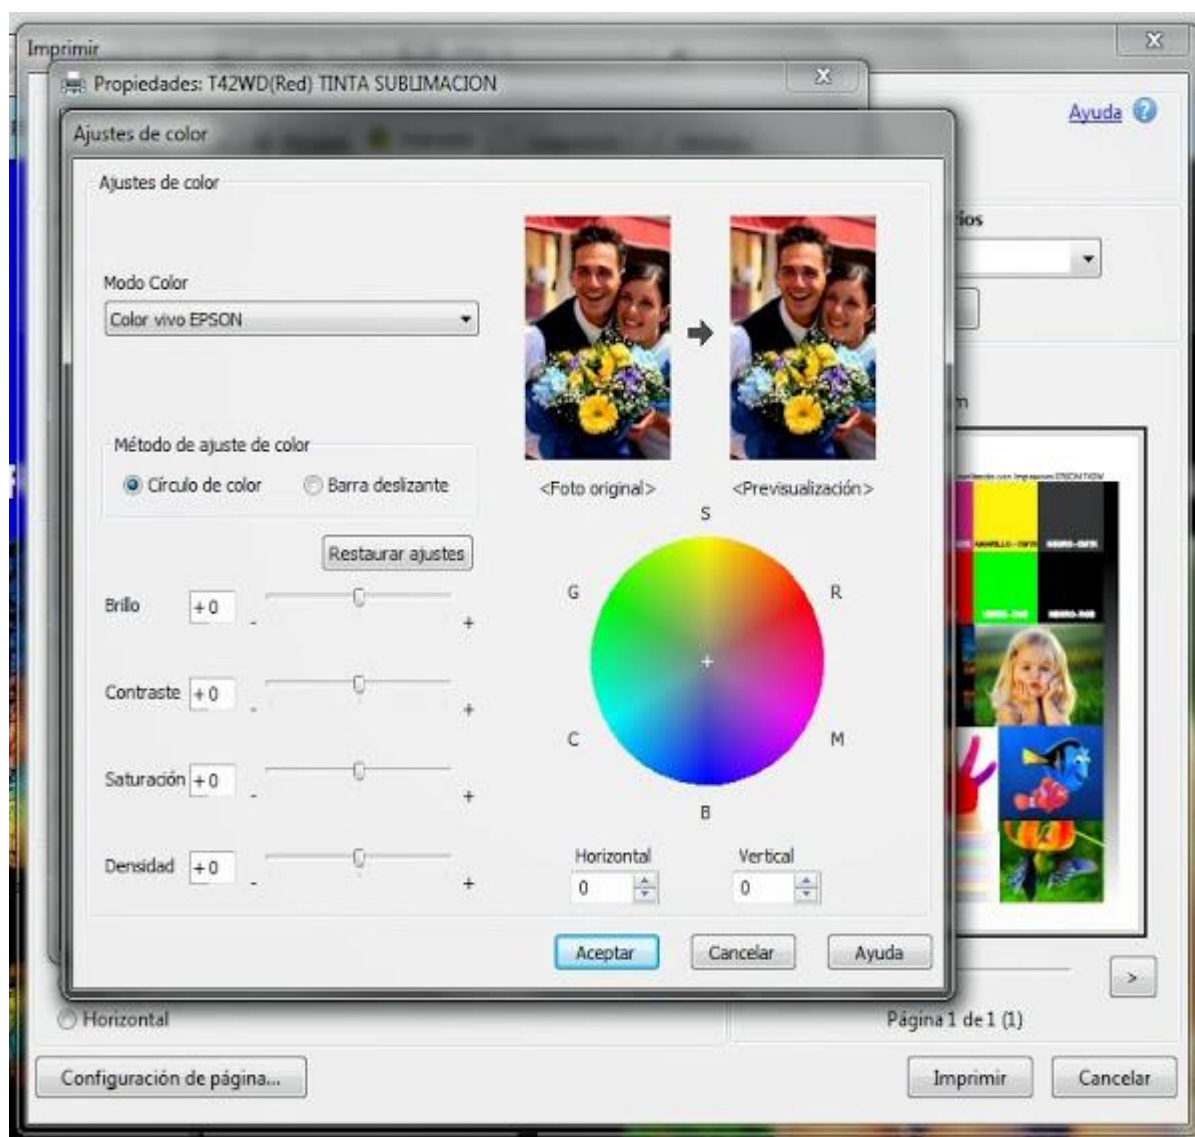 Imprimir
Propiedades: T42WD(Red) TINTA SUBLIMACION
Ayuda
Ajustes de color
Ajustes de color
Modo Color
Color vivo EPSON
Método de ajuste de color
Círculo de color
Barra deslizante
<Foto original>
<Previsualización>
Restaurar ajustes
S
G
R
C
M
B
Brillo +0
- +
Contraste +0
- +
Saturación +0
- +
Densidad +0
- +
Horizontal
Vertical
0
0
Aceptar
Cancelar
Ayuda
Horizontal
Página 1 de 1 (1)
>
Configuración de página...
Imprimir
Cancelar